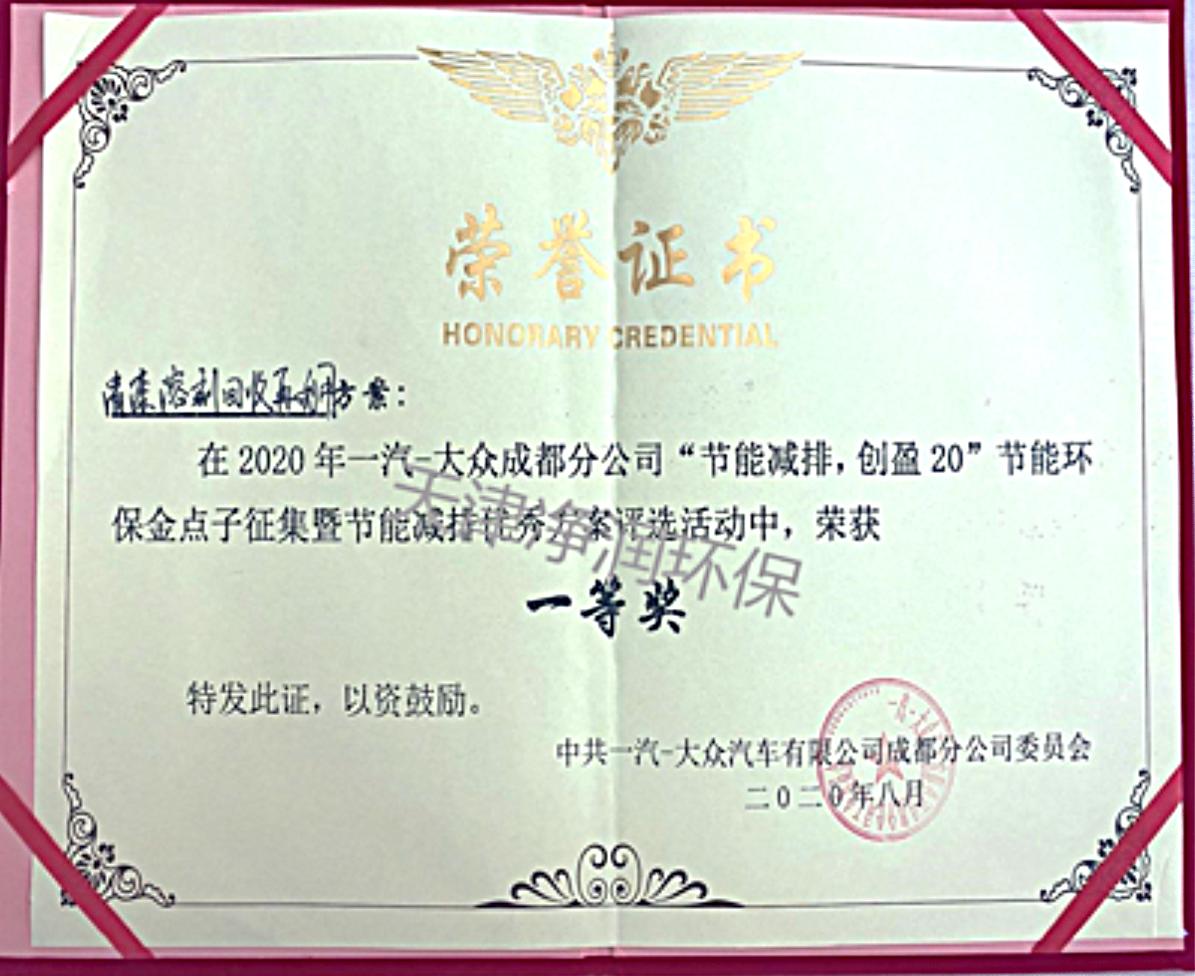 荣誉证书
HONORARY CREDENTIAL
清漆溶剂回收再利用方案：
在2020年一汽-大众成都分公司“节能减排，创盈20”节能环
保金点子征集暨节能减排优秀方案评选活动中，荣获
天津净润环保
一等奖
特发此证，以资鼓励。
中共一汽-大众汽车有限公司成都分公司委员会
二0二0年八月